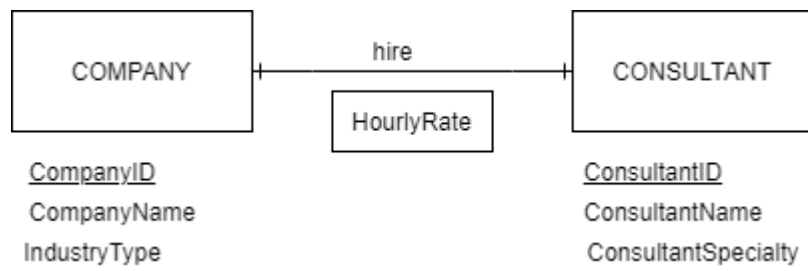 COMPANY
hire
CONSULTANT
HourlyRate
CompanyID
CompanyName
IndustryType
ConsultantID
ConsultantName
ConsultantSpecialty